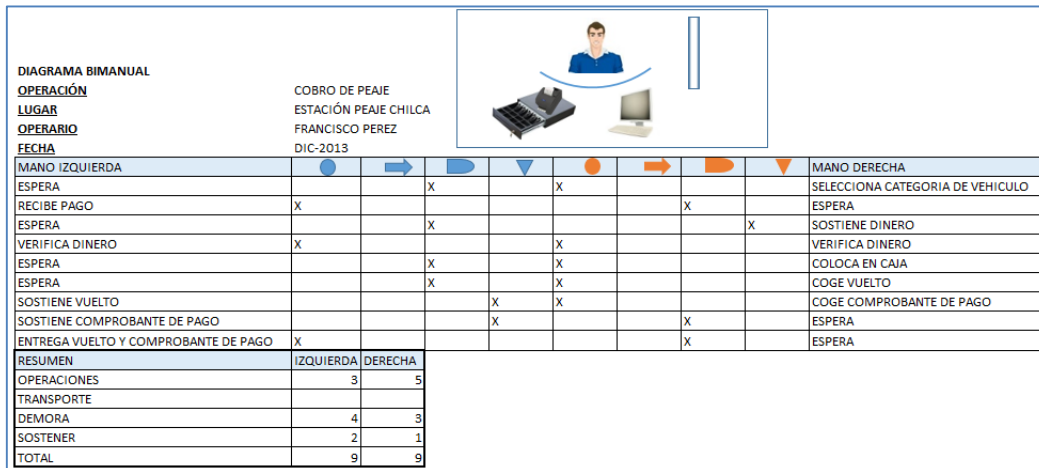 DIAGRAMA BIMANUAL
OPERACIÓN COBRO DE PEAJE
LUGAR ESTACIÓN PEAJE CHILCA
OPERARIO FRANCISCO PEREZ
FECHA DIC-2013
MANO IZQUIERDA MANO DERECHA
ESPERA X X SELECCIONA CATEGORIA DE VEHICULO
RECIBE PAGO X X ESPERA
ESPERA X X SOSTIENE DINERO
VERIFICA DINERO X X VERIFICA DINERO
ESPERA X X COLOCA EN CAJA
ESPERA X X COGE VUELTO
SOSTIENE VUELTO X X COGE COMPROBANTE DE PAGO
SOSTIENE COMPROBANTE DE PAGO X X ESPERA
ENTREGA VUELTO Y COMPROBANTE DE PAGO X X ESPERA
RESUMEN IZQUIERDA DERECHA
OPERACIONES 3 5
TRANSPORTE
DEMORA 4 3
SOSTENER 2 1
TOTAL 9 9